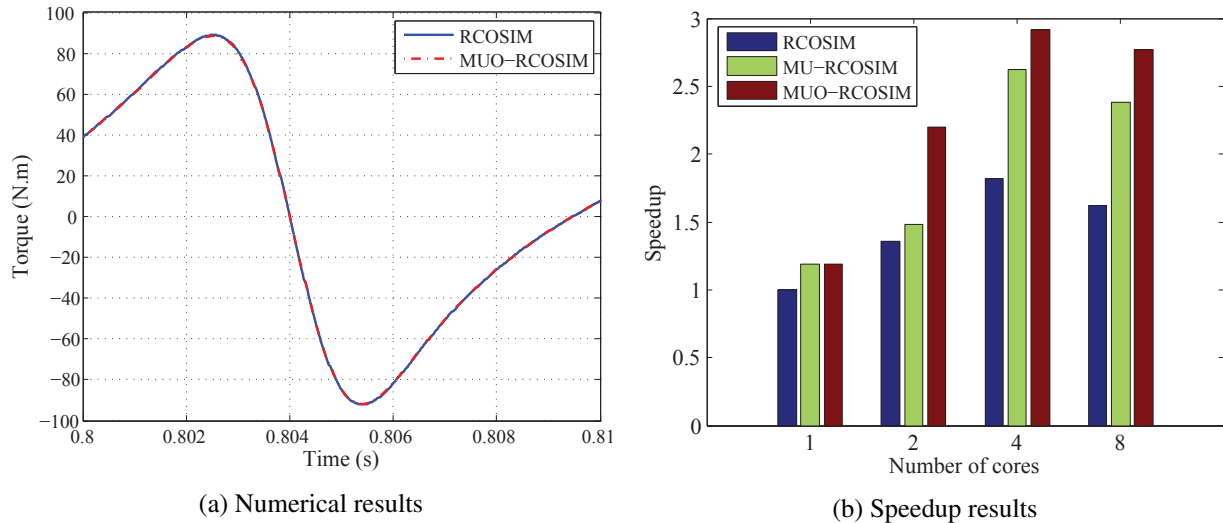 100
80
60
40
20
0
−20
−40
−60
−80
−100
Torque (N.m)
RCOSIM
MUO−RCOSIM
0.8
0.802
0.804
0.806
0.808
0.81
Time (s)
(a) Numerical results
3
2.5
2
1.5
1
0.5
0
Speedup
RCOSIM
MU−RCOSIM
MUO−RCOSIM
1
2
4
8
Number of cores
(b) Speedup results